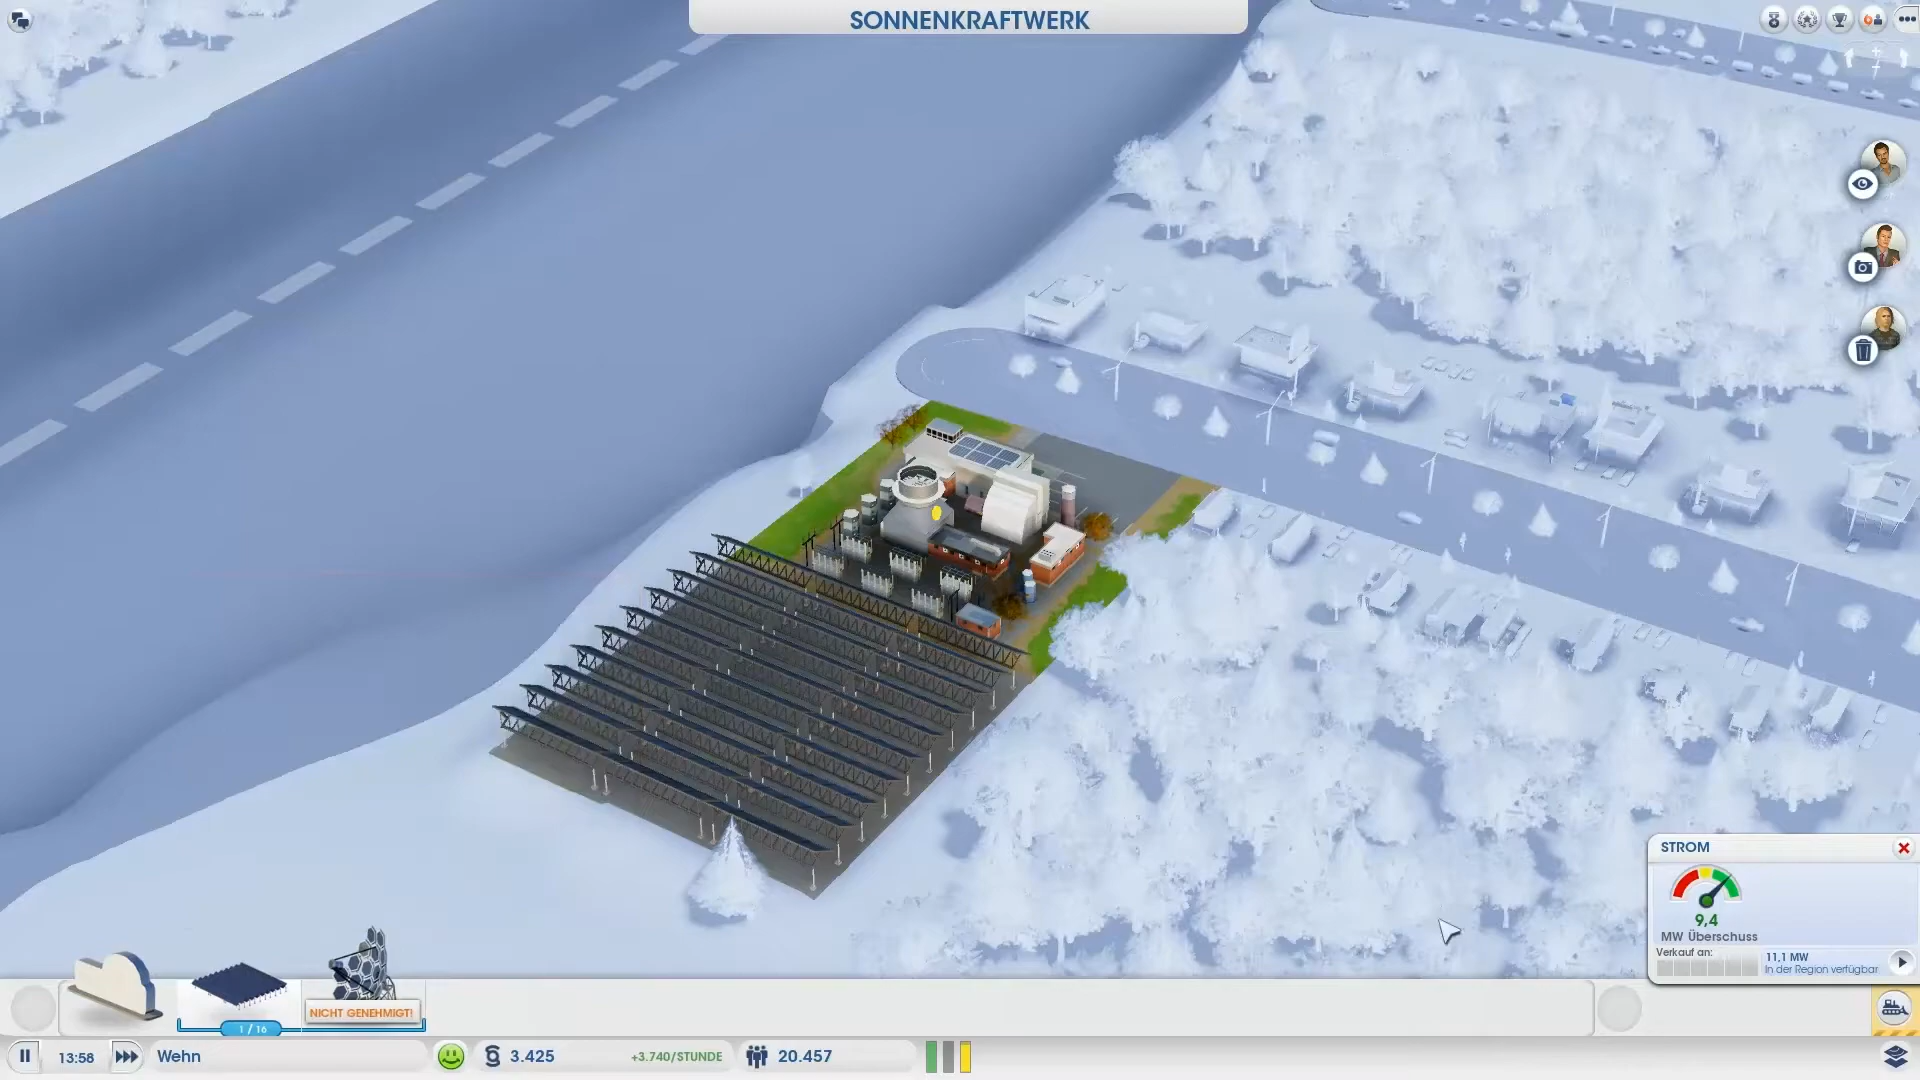 SONNENKRAFTWERK
STROM
9,4
MW Überschuss
Verkauf an:
11,1 MW
In der Region verfügbar
NICHT GENEHMIGT!
1 / 16
13:58
Wehn
3.425
+3.740/STUNDE
20.457